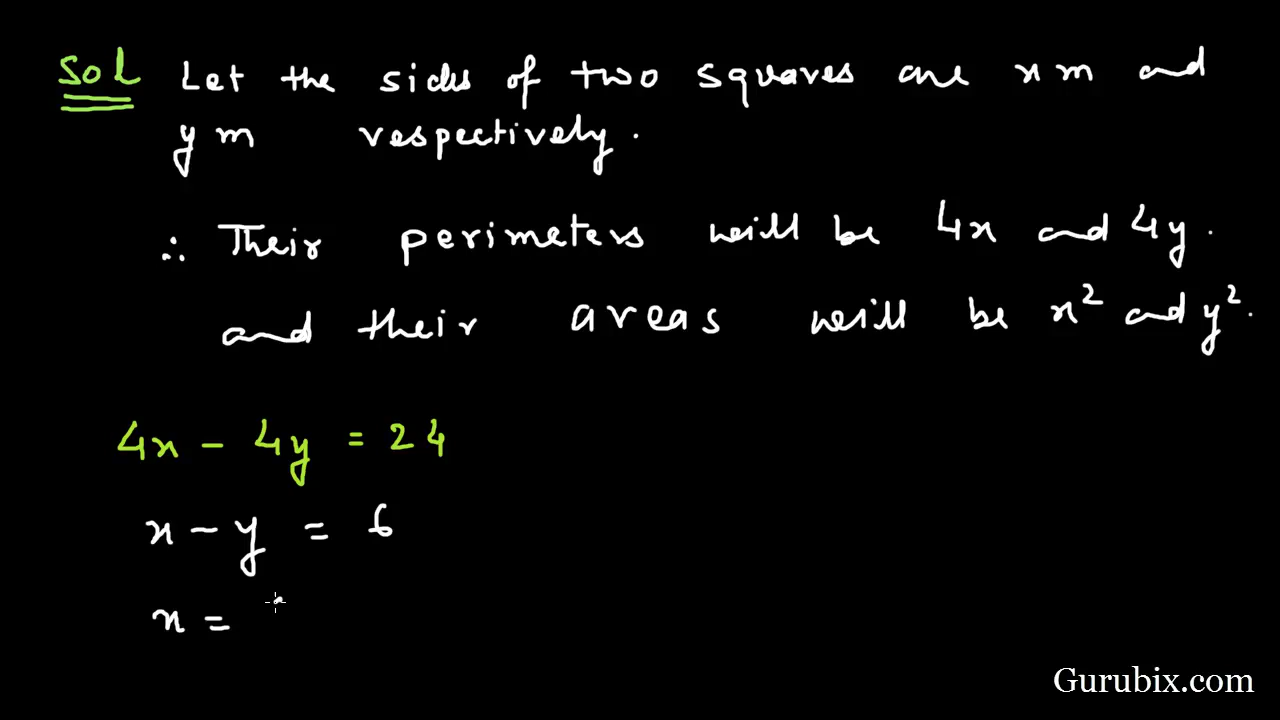 Sol Let the sides of two squares are x m and
y m respectively.
∴ Their perimeters will be 4x and 4y.
and their areas will be x² and y².
4x - 4y = 24
x - y = 6
x =
Gurubix.com